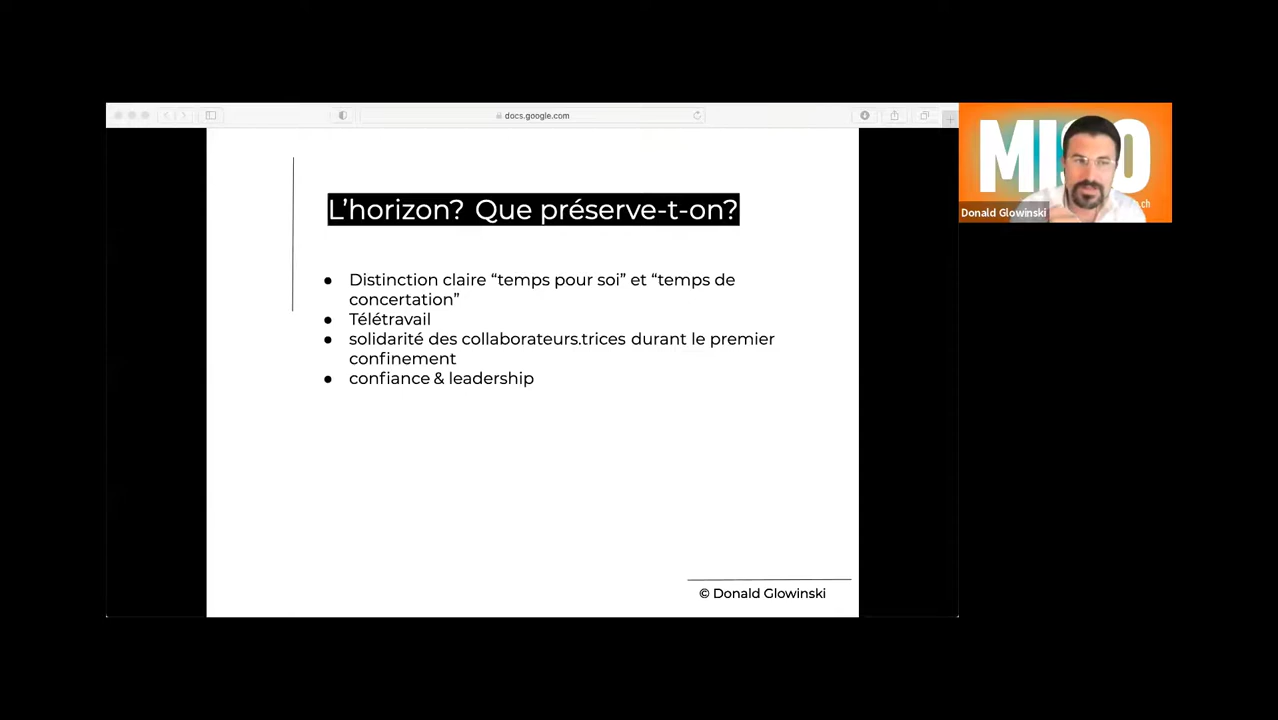 docs.google.com
L’horizon? Que préserve-t-on?
● Distinction claire “temps pour soi” et “temps de
concertation”
● Télétravail
● solidarité des collaborateurs.trices durant le premier
confinement
● confiance & leadership
© Donald Glowinski
Donald Glowinski
.ch